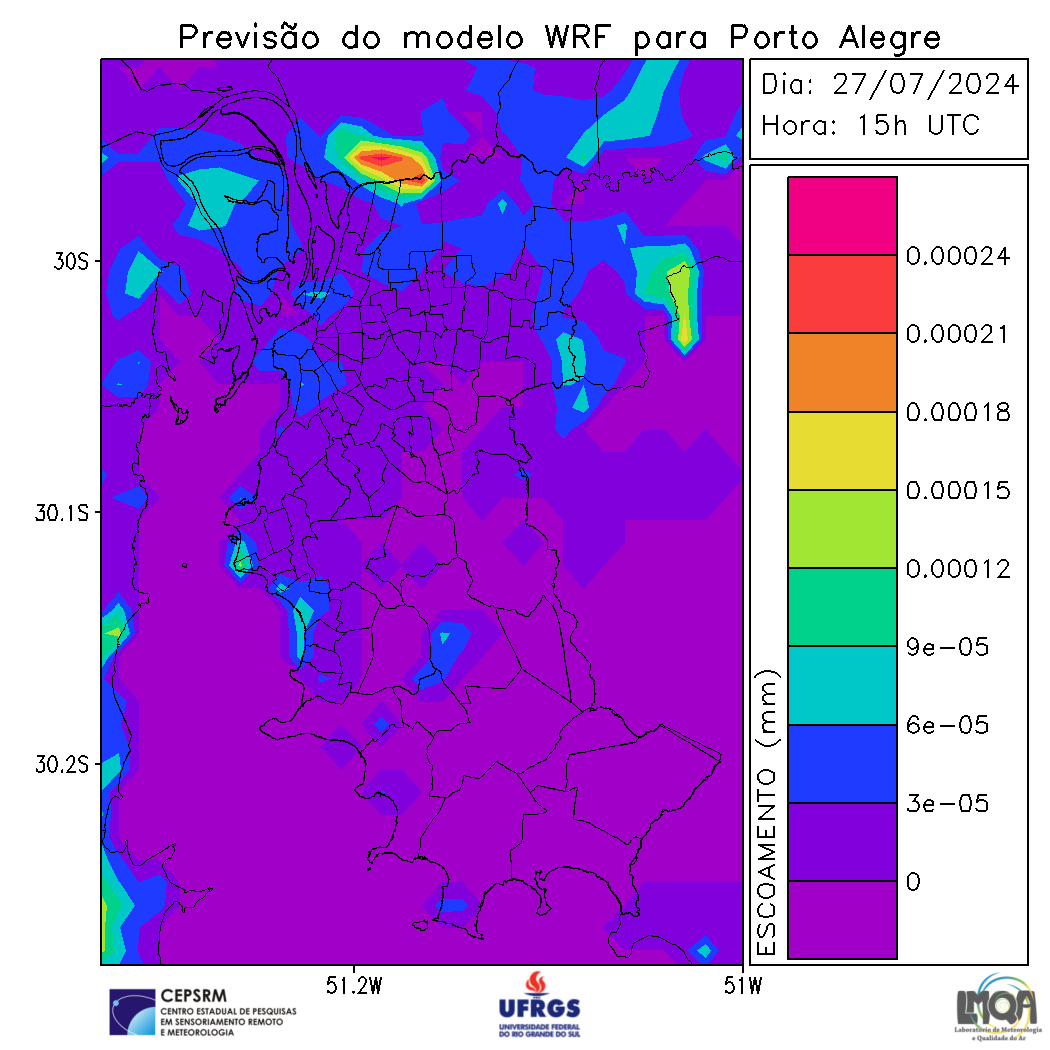 Previsão do modelo WRF para Porto Alegre
Dia: 27/07/2024
Hora: 15h UTC
30S
30.1S
30.2S
51.2W
51W
ESCOAMENTO (mm)
0.00024
0.00021
0.00018
0.00015
0.00012
9e-05
6e-05
3e-05
0
CEPSRM
CENTRO ESTADUAL DE PESQUISAS
EM SENSORIAMENTO REMOTO
E METEOROLOGIA
UFRGS
UNIVERSIDADE FEDERAL
DO RIO GRANDE DO SUL
LMQA
Laboratório de Meteorologia
e Qualidade do Ar